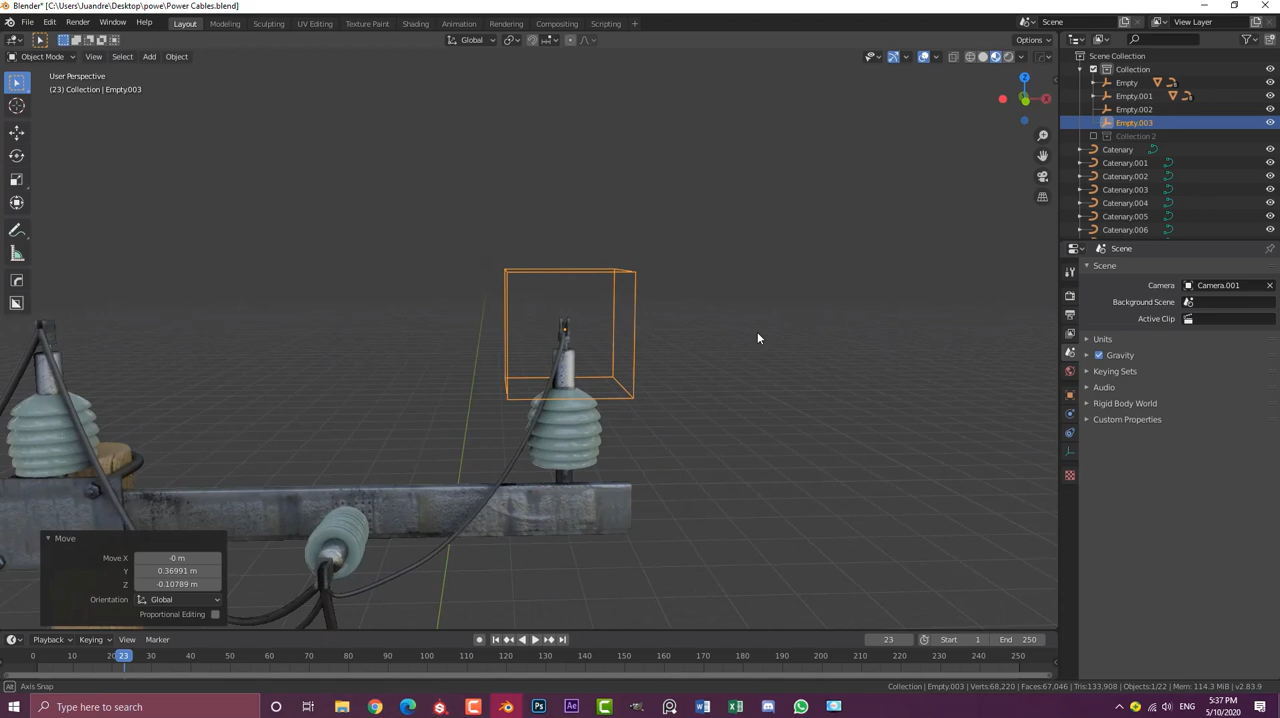 Blender* [C:\Users\Juandre\Desktop\powe\Power Cables.blend]
File Edit Render Window Help Layout Modeling Sculpting UV Editing Texture Paint Shading Animation Rendering Compositing Scripting + Scene View Layer
Global Options
Object Mode View Select Add Object
User Perspective
(23) Collection | Empty.003
Scene Collection
Collection
Empty
Empty.001
Empty.002
Empty.003
Collection 2
Catenary
Catenary.001
Catenary.002
Catenary.003
Catenary.004
Catenary.005
Catenary.006
Scene
Scene
Camera Camera.001
Background Scene
Active Clip
Units
Gravity
Keying Sets
Audio
Rigid Body World
Custom Properties
Move
Move X -0 m
Y 0.36991 m
Z -0.10789 m
Orientation Global
Proportional Editing
Playback Keying View Marker 23 Start 1 End 250
0 10 20 23 30 40 50 60 70 80 90 100 110 120 130 140 150 160 170 180 190 200 210 220 230 240 250
Alt Axis Snap Collection | Empty.003 | Verts:68,220 | Faces:67,046 | Tris:133,908 | Objects:1/22 | Mem: 114.3 MiB | v2.83.9
Type here to search
5:37 PM
5/10/2020